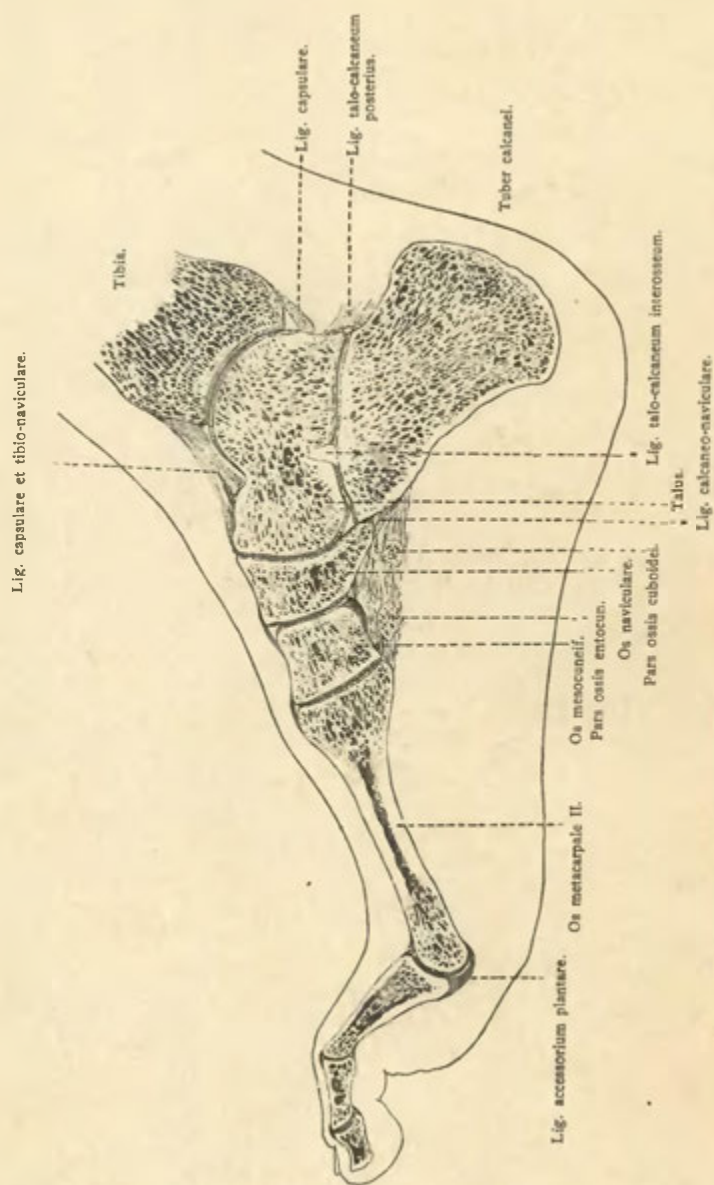 Lig. capsulare et tibio-naviculare.
Tibia.
Lig. capsulare.
Lig. talo-calcaneum
posterius.
Tuber calcanei.
Lig. talo-calcaneum interosseum.
Talus.
Lig. calcaneo-naviculare.
Os naviculare.
Pars ossis cuboidei.
Os mesocuneif.
Pars ossis entocun.
Os metacarpale II.
Lig. accessorium plantare.